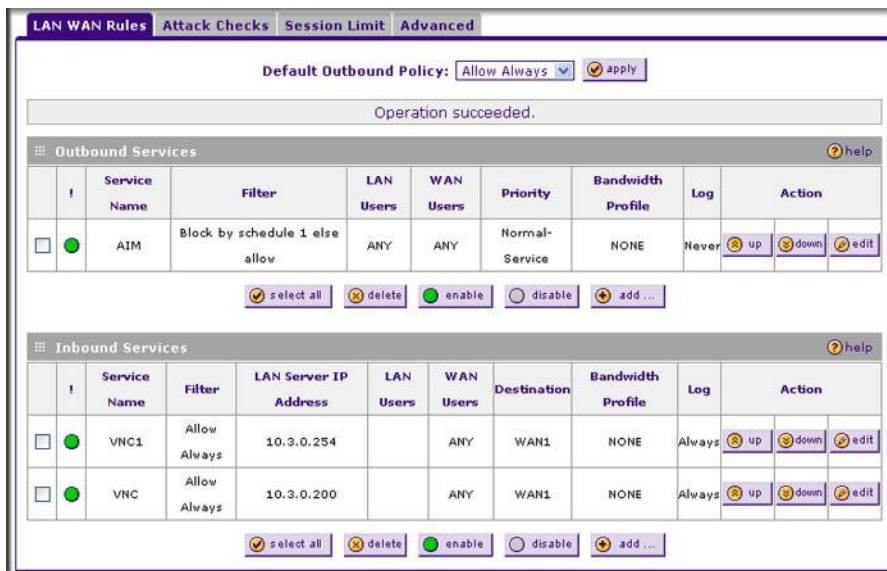 LAN WAN Rules Attack Checks Session Limit Advanced
Default Outbound Policy: Allow Always apply
Operation succeeded.
Outbound Services help
! Service Name Filter LAN Users WAN Users Priority Bandwidth Profile Log Action
AIM Block by schedule 1 else allow ANY ANY Normal-Service NONE Never up down edit
select all delete enable disable add ...
Inbound Services help
! Service Name Filter LAN Server IP Address LAN Users WAN Users Destination Bandwidth Profile Log Action
VNC1 Allow Always 10.3.0.254 ANY WAN1 NONE Always up down edit
VNC Allow Always 10.3.0.200 ANY WAN1 NONE Always up down edit
select all delete enable disable add ...